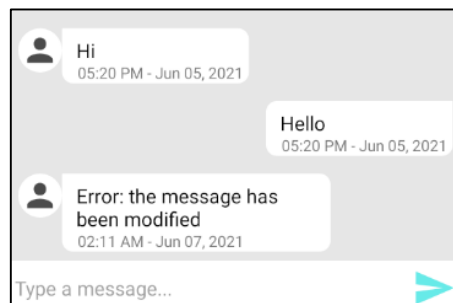 Hi
05:20 PM - Jun 05, 2021
Hello
05:20 PM - Jun 05, 2021
Error: the message has
been modified
02:11 AM - Jun 07, 2021
Type a message...